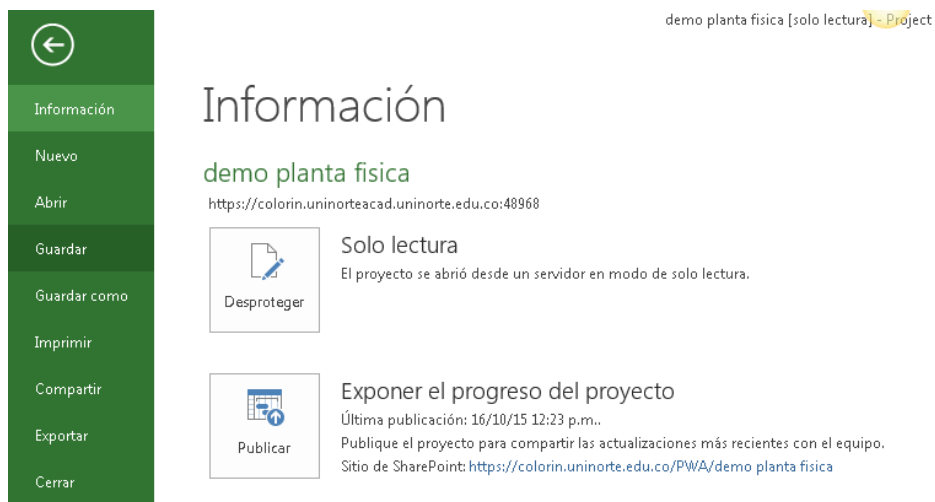 demo planta fisica [solo lectura] - Project
Información
Nuevo
Abrir
Guardar
Guardar como
Imprimir
Compartir
Exportar
Cerrar
Información
demo planta fisica
https://colorin.uninorteacad.uninorte.edu.co:48968
Desproteger
Solo lectura
El proyecto se abrió desde un servidor en modo de solo lectura.
Publicar
Exponer el progreso del proyecto
Última publicación: 16/10/15 12:23 p.m..
Publique el proyecto para compartir las actualizaciones más recientes con el equipo.
Sitio de SharePoint: https://colorin.uninorte.edu.co/PWA/demo planta fisica